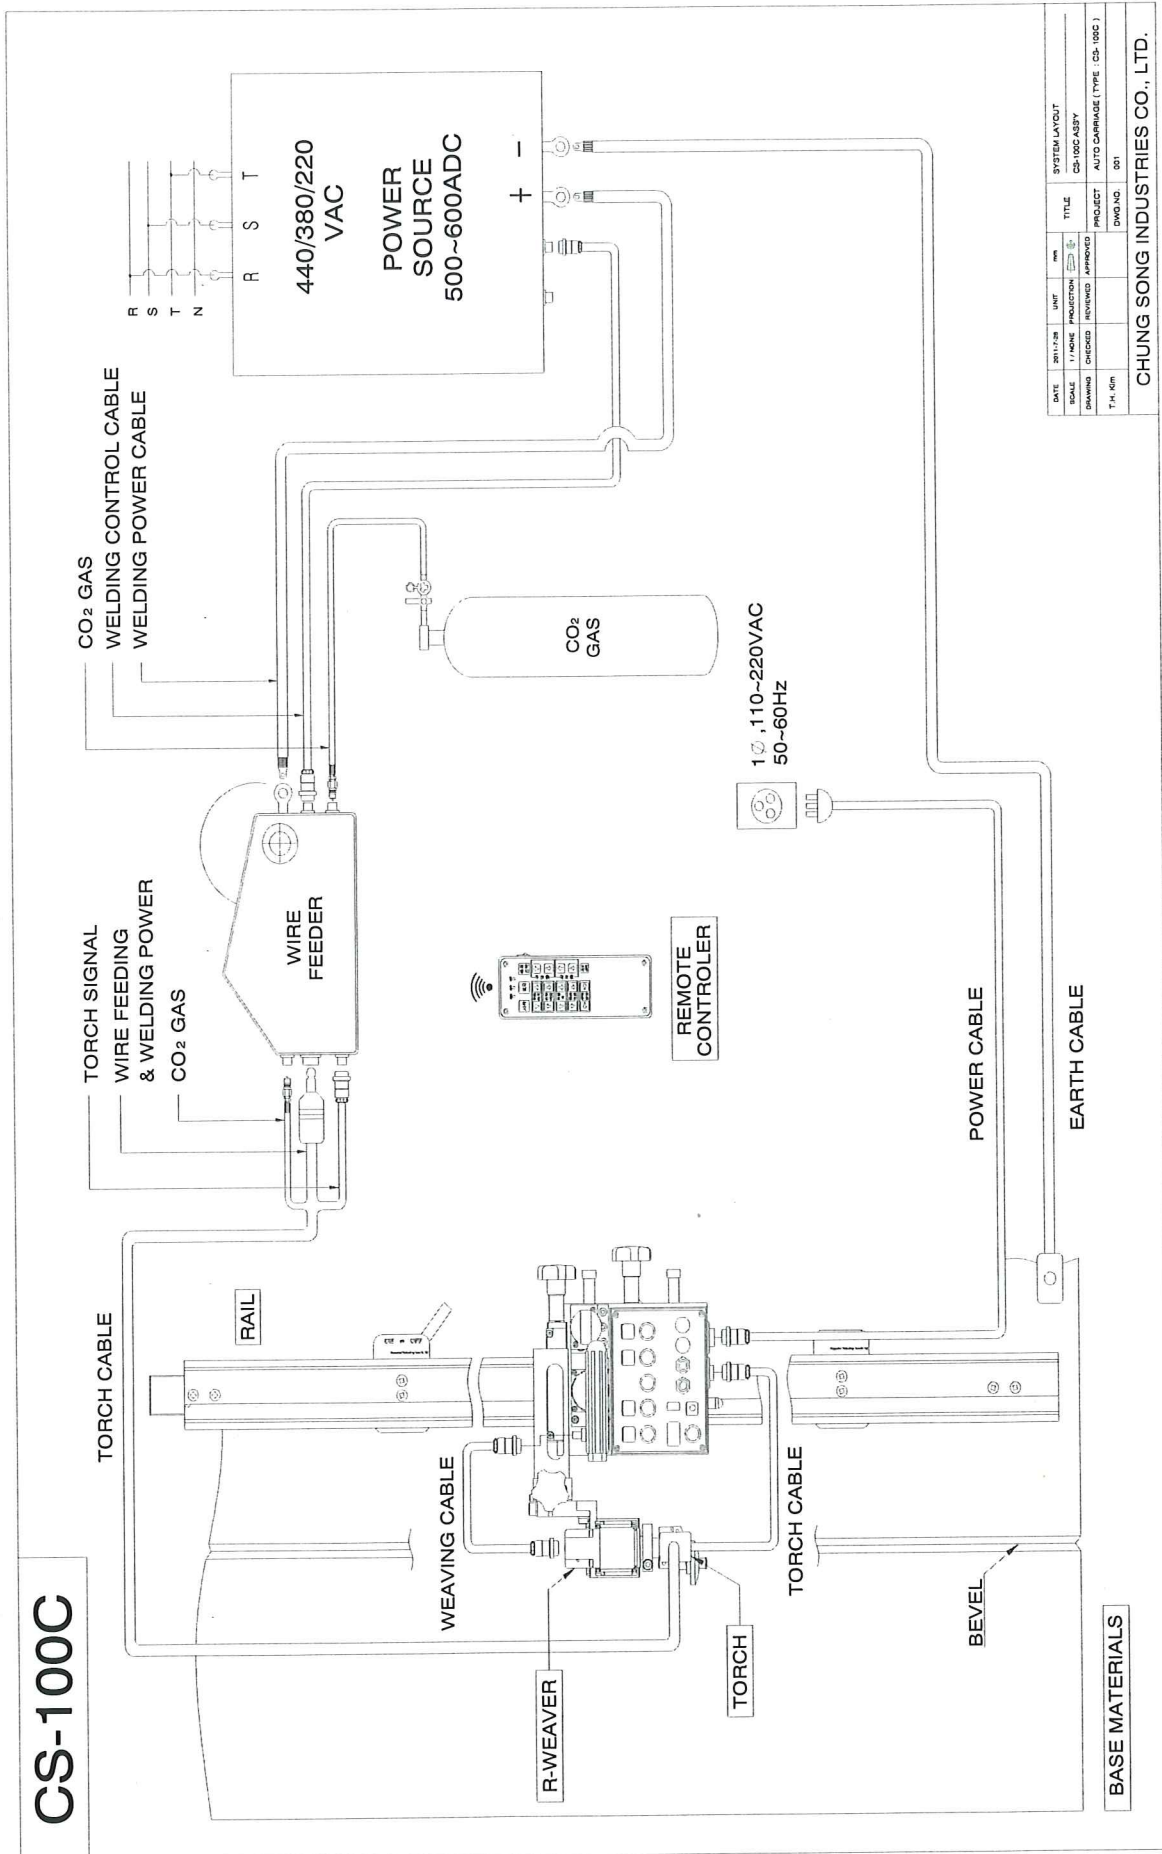 CS-100C
CO2 GAS
WELDING CONTROL CABLE
WELDING POWER CABLE
R
S
T
N
R S T
440/380/220
VAC
POWER
SOURCE
500~600ADC
+ -
TORCH SIGNAL
WIRE FEEDING
& WELDING POWER
CO2 GAS
WIRE
FEEDER
CO2
GAS
TORCH CABLE
RAIL
REMOTE
CONTROLER
1∅ ,110~220VAC
50~60Hz
WEAVING CABLE
R-WEAVER
TORCH
TORCH CABLE
POWER CABLE
EARTH CABLE
BEVEL
BASE MATERIALS
DATE 2011-7-28 UNIT mm TITLE SYSTEM LAYOUT
SCALE 1 / NONE PROJECTION CS-100C ASS'Y
DRAWING CHECKED REVIEWED APPROVED PROJECT AUTO CARRIAGE ( TYPE : CS-100C )
T.H. Kim DWG.NO. 001
CHUNG SONG INDUSTRIES CO., LTD.